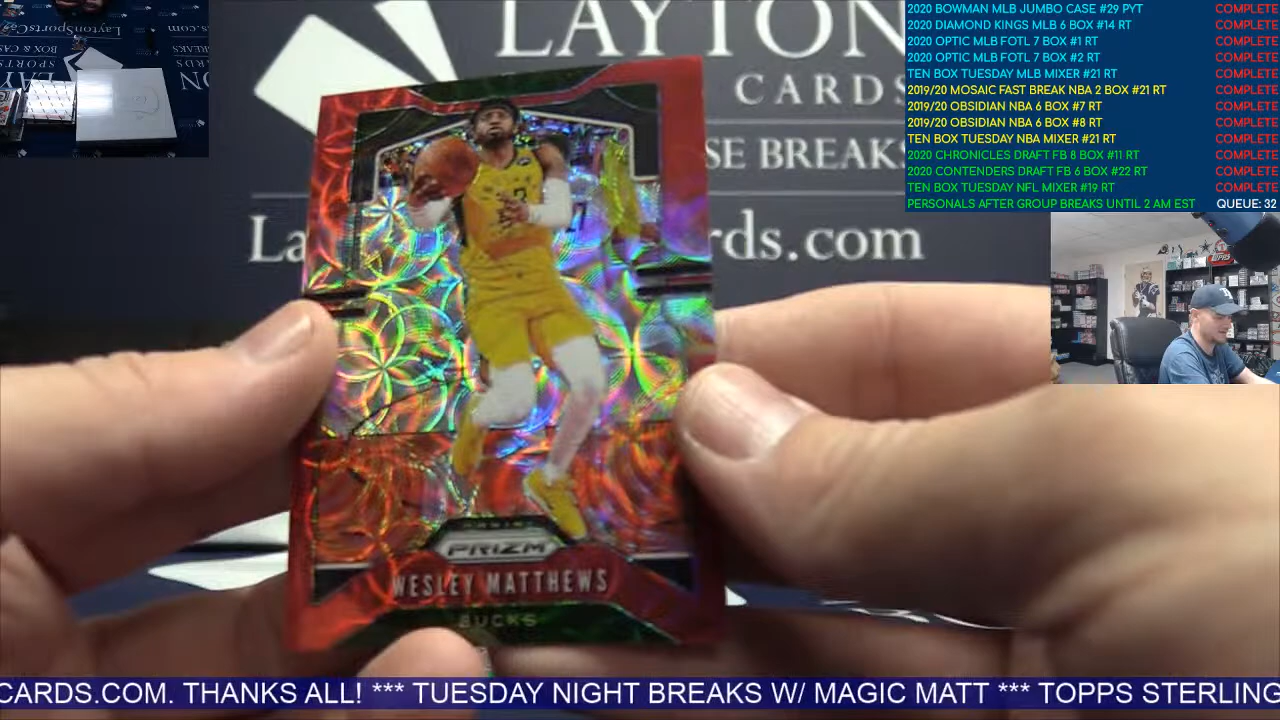 LAYTON
CARDS
SE BREAKS
La
rds.com
2020 BOWMAN MLB JUMBO CASE #29 PYT COMPLETE
2020 DIAMOND KINGS MLB 6 BOX #14 RT COMPLETE
2020 OPTIC MLB FOTL 7 BOX #1 RT COMPLETE
2020 OPTIC MLB FOTL 7 BOX #2 RT COMPLETE
TEN BOX TUESDAY MLB MIXER #21 RT COMPLETE
2019/20 MOSAIC FAST BREAK NBA 2 BOX #21 RT COMPLETE
2019/20 OBSIDIAN NBA 6 BOX #7 RT COMPLETE
2019/20 OBSIDIAN NBA 6 BOX #8 RT COMPLETE
TEN BOX TUESDAY NBA MIXER #21 RT COMPLETE
2020 CHRONICLES DRAFT FB 8 BOX #11 RT COMPLETE
2020 CONTENDERS DRAFT FB 6 BOX #22 RT COMPLETE
TEN BOX TUESDAY NFL MIXER #19 RT COMPLETE
PERSONALS AFTER GROUP BREAKS UNTIL 2 AM EST QUEUE: 32
PANINI
PRIZM
WESLEY MATTHEWS
BUCKS
CARDS.COM. THANKS ALL! *** TUESDAY NIGHT BREAKS W/ MAGIC MATT *** TOPPS STERLING